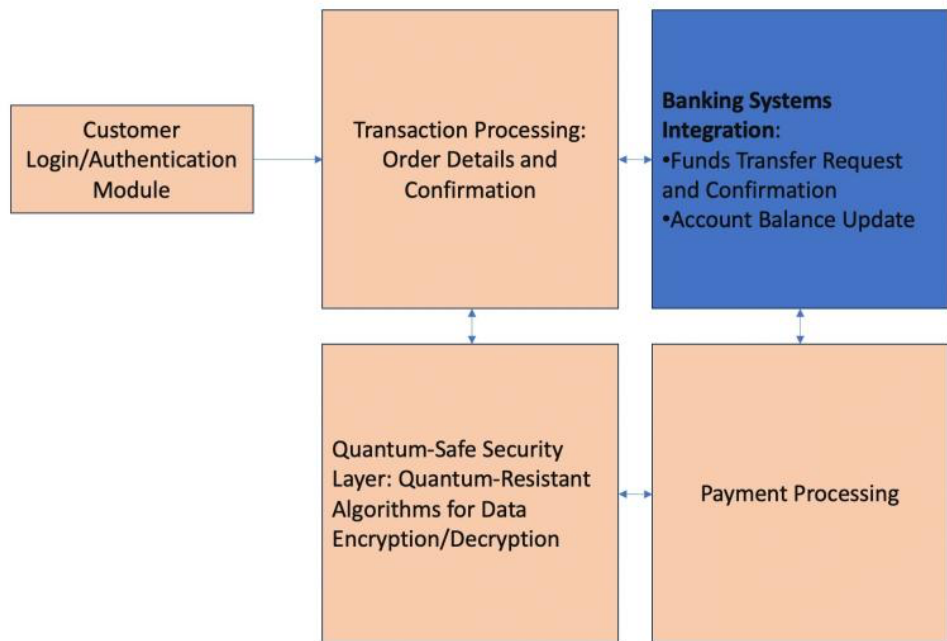 Customer
Login/Authentication
Module
Transaction Processing:
Order Details and
Confirmation
Banking Systems
Integration:
•Funds Transfer Request
and Confirmation
•Account Balance Update
Quantum-Safe Security
Layer: Quantum-Resistant
Algorithms for Data
Encryption/Decryption
Payment Processing